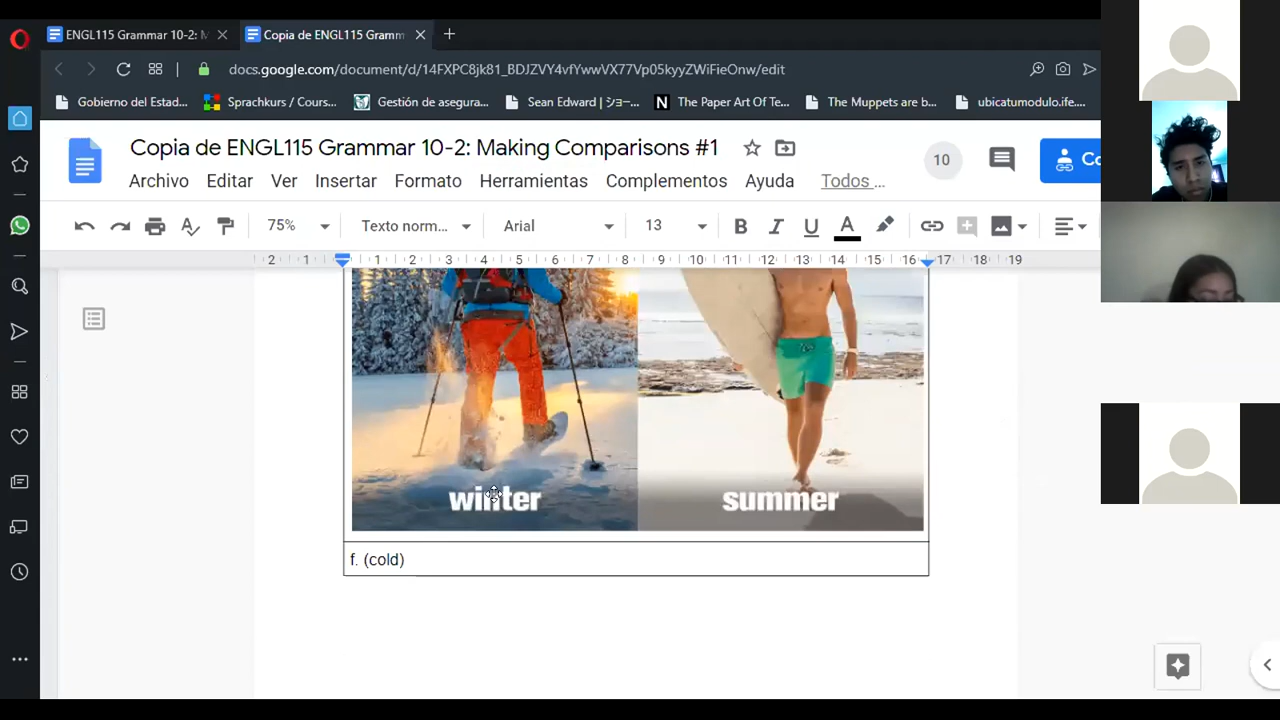 ENGL115 Grammar 10-2: M
Copia de ENGL115 Gramm
docs.google.com/document/d/14FXPC8jk81_BDJZVY4vfYwwVX77Vp05kyyZWiFieOnw/edit
Gobierno del Estad... Sprachkurs / Cours... Gestión de asegura... Sean Edward | ショー... The Paper Art Of Te... The Muppets are b... ubicatumodulo.ife....
Copia de ENGL115 Grammar 10-2: Making Comparisons #1
10
Co
Archivo Editar Ver Insertar Formato Herramientas Complementos Ayuda Todos ...
75% Texto norm... Arial 13 B I U A
2 1 1 2 3 4 5 6 7 8 9 10 11 12 13 14 15 16 17 18 19
winter summer
f. (cold)